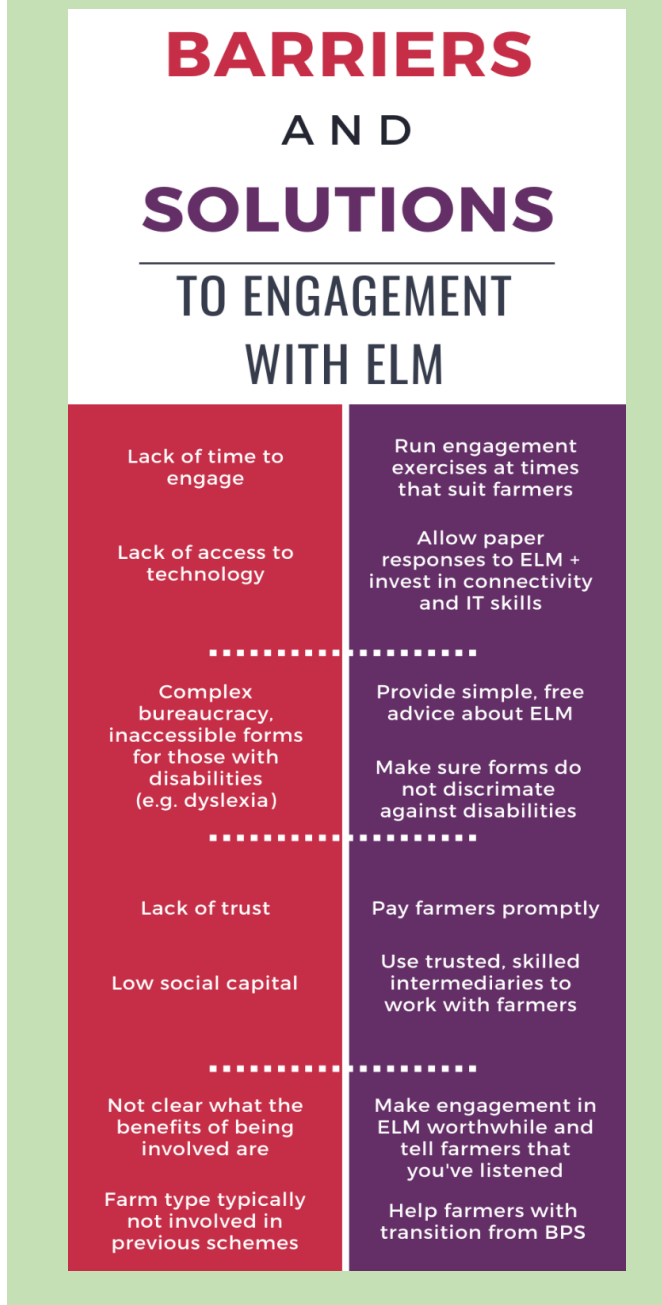 BARRIERS
AND
SOLUTIONS
TO ENGAGEMENT
WITH ELM
Lack of time to
engage
Run engagement
exercises at times
that suit farmers
Lack of access to
technology
Allow paper
responses to ELM +
invest in connectivity
and IT skills
Complex
bureaucracy,
inaccessible forms
for those with
disabilities
(e.g. dyslexia)
Provide simple, free
advice about ELM
Make sure forms do
not discrimate
against disabilities
Lack of trust
Pay farmers promptly
Low social capital
Use trusted, skilled
intermediaries to
work with farmers
Not clear what the
benefits of being
involved are
Make engagement in
ELM worthwhile and
tell farmers that
you've listened
Farm type typically
not involved in
previous schemes
Help farmers with
transition from BPS